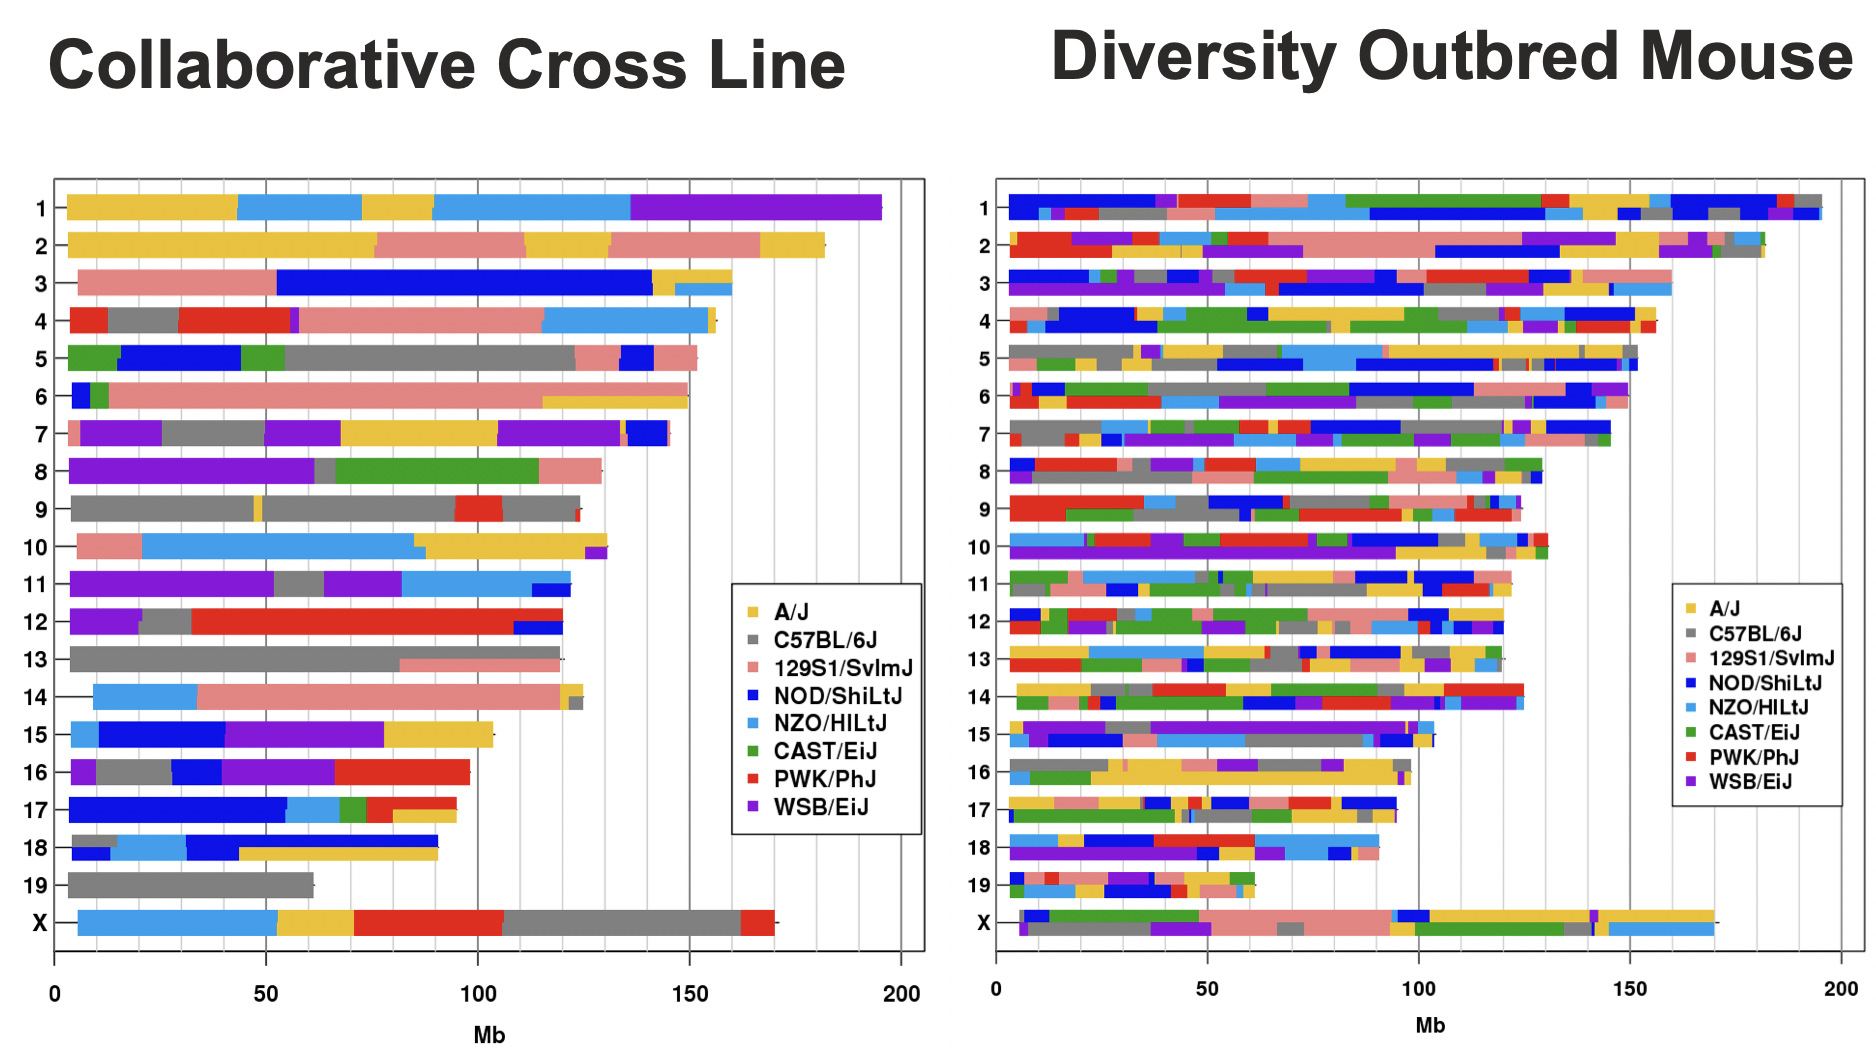 Collaborative Cross Line
1
2
3
4
5
6
7
8
9
10
11
12
13
14
15
16
17
18
19
X
A/J
C57BL/6J
129S1/SvImJ
NOD/ShiLtJ
NZO/HILtJ
CAST/EiJ
PWK/PhJ
WSB/EiJ
0 50 100 150 200
Mb
Diversity Outbred Mouse
1
2
3
4
5
6
7
8
9
10
11
12
13
14
15
16
17
18
19
X
A/J
C57BL/6J
129S1/SvImJ
NOD/ShiLtJ
NZO/HILtJ
CAST/EiJ
PWK/PhJ
WSB/EiJ
0 50 100 150 200
Mb